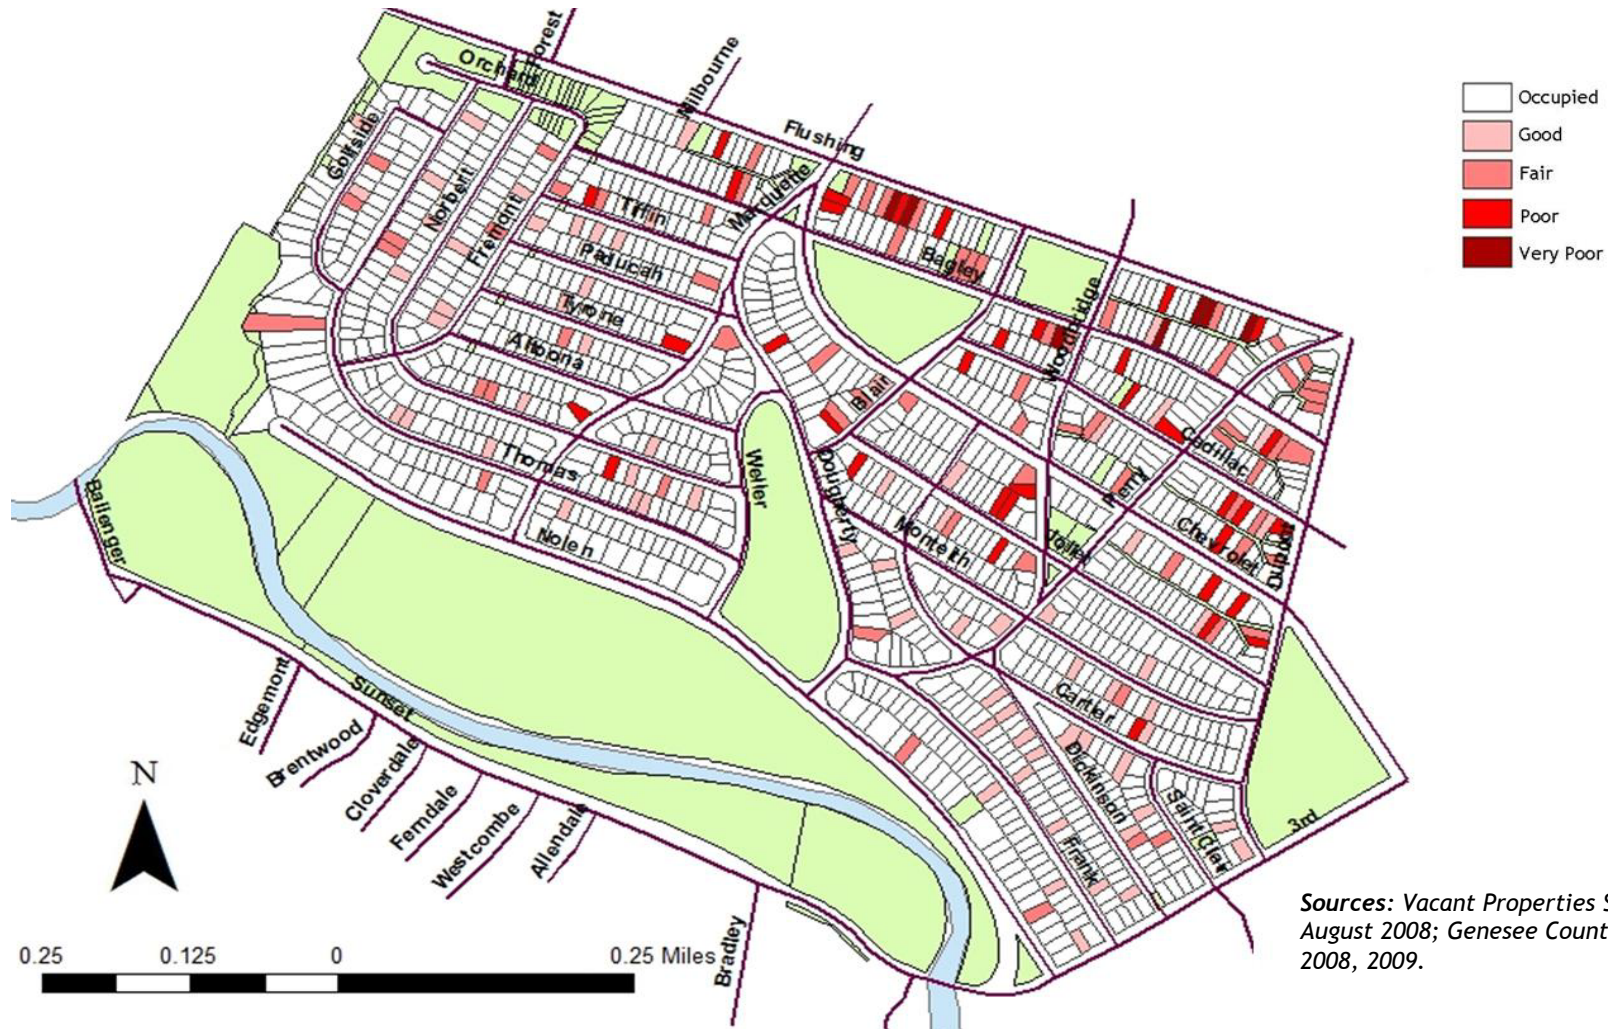 Forest
Orchard
Milbourne
Flushing
Golfside
Norbert
Fremont
Tiffin
Marquette
Paducah
Bagley
Tyrone
Altoona
Woodbridge
Blair
Thomas
Weller
Dougherty
Cadillac
Perry
Monteith
Joliet
Chevrolet
Dupont
Nolen
Ballenger
Edgemont
Sunset
Brentwood
Cloverdale
Ferndale
Westcombe
Allendale
Bradley
Cartier
Dickinson
Frank
Saint Clair
3rd
Occupied
Good
Fair
Poor
Very Poor
N
0.25 0.125 0 0.25 Miles
Sources: Vacant Properties S
August 2008; Genesee Count
2008, 2009.